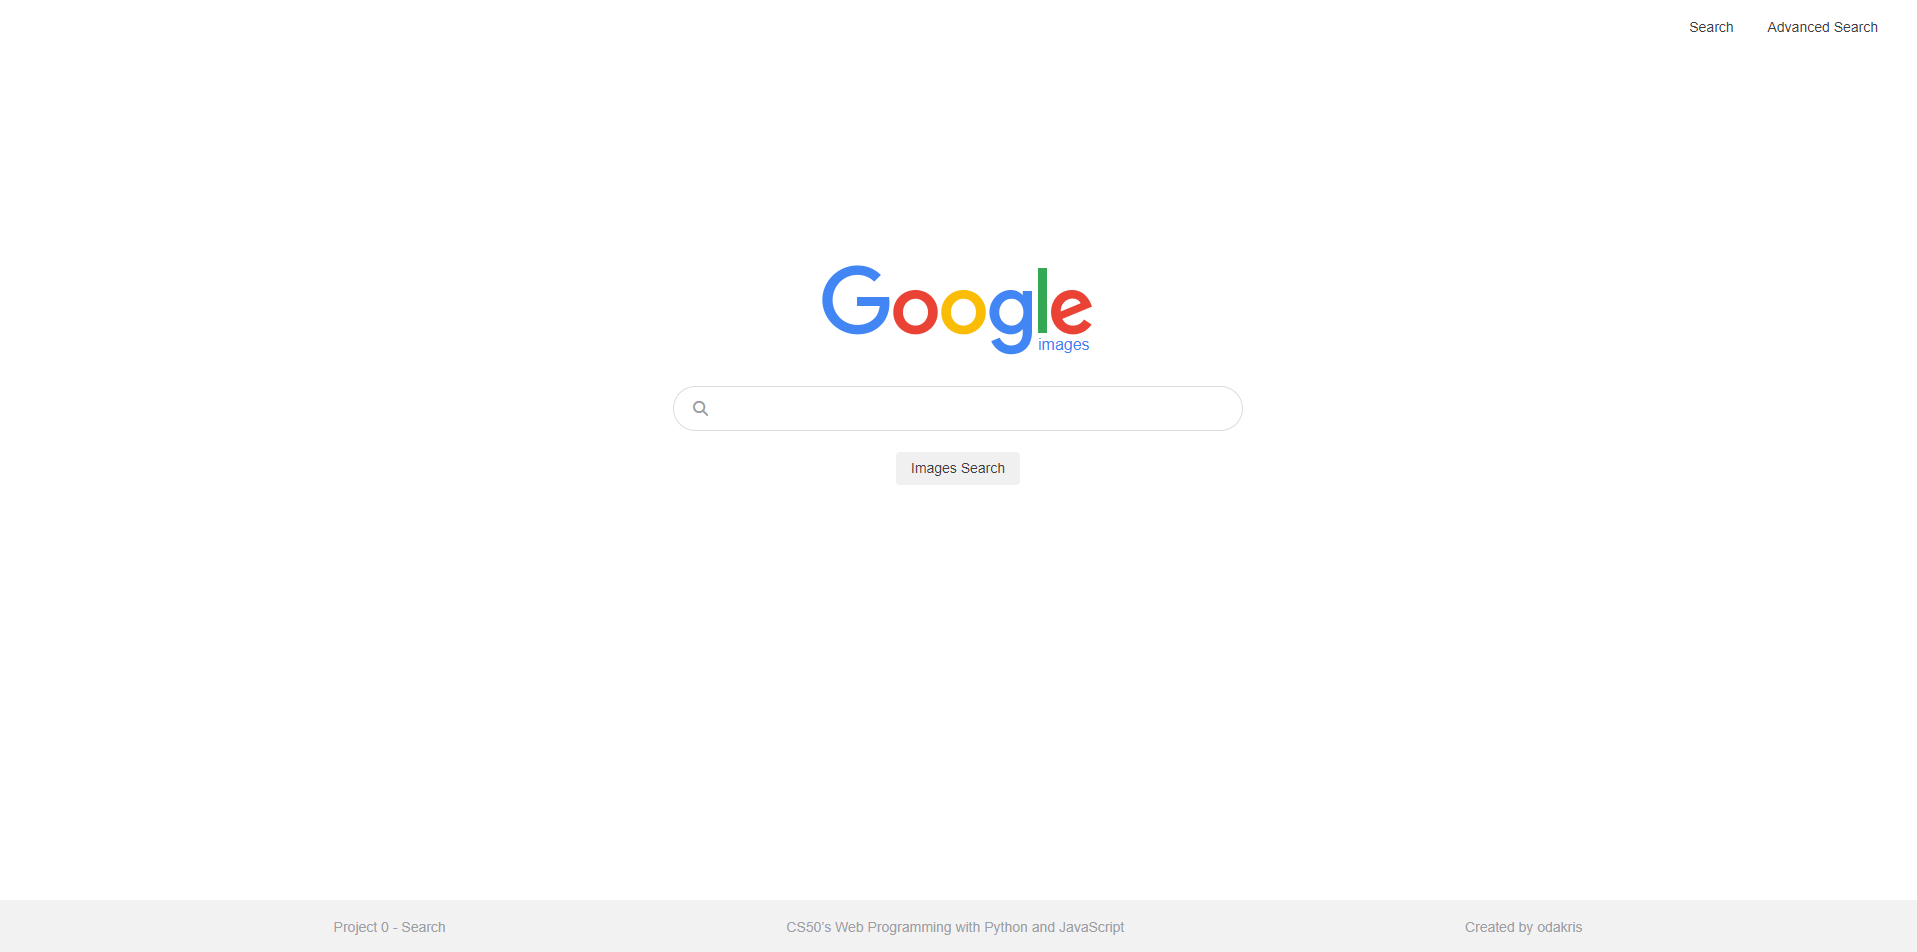 Search Advanced Search
Google
images
Images Search
Project 0 - Search CS50's Web Programming with Python and JavaScript Created by odakris